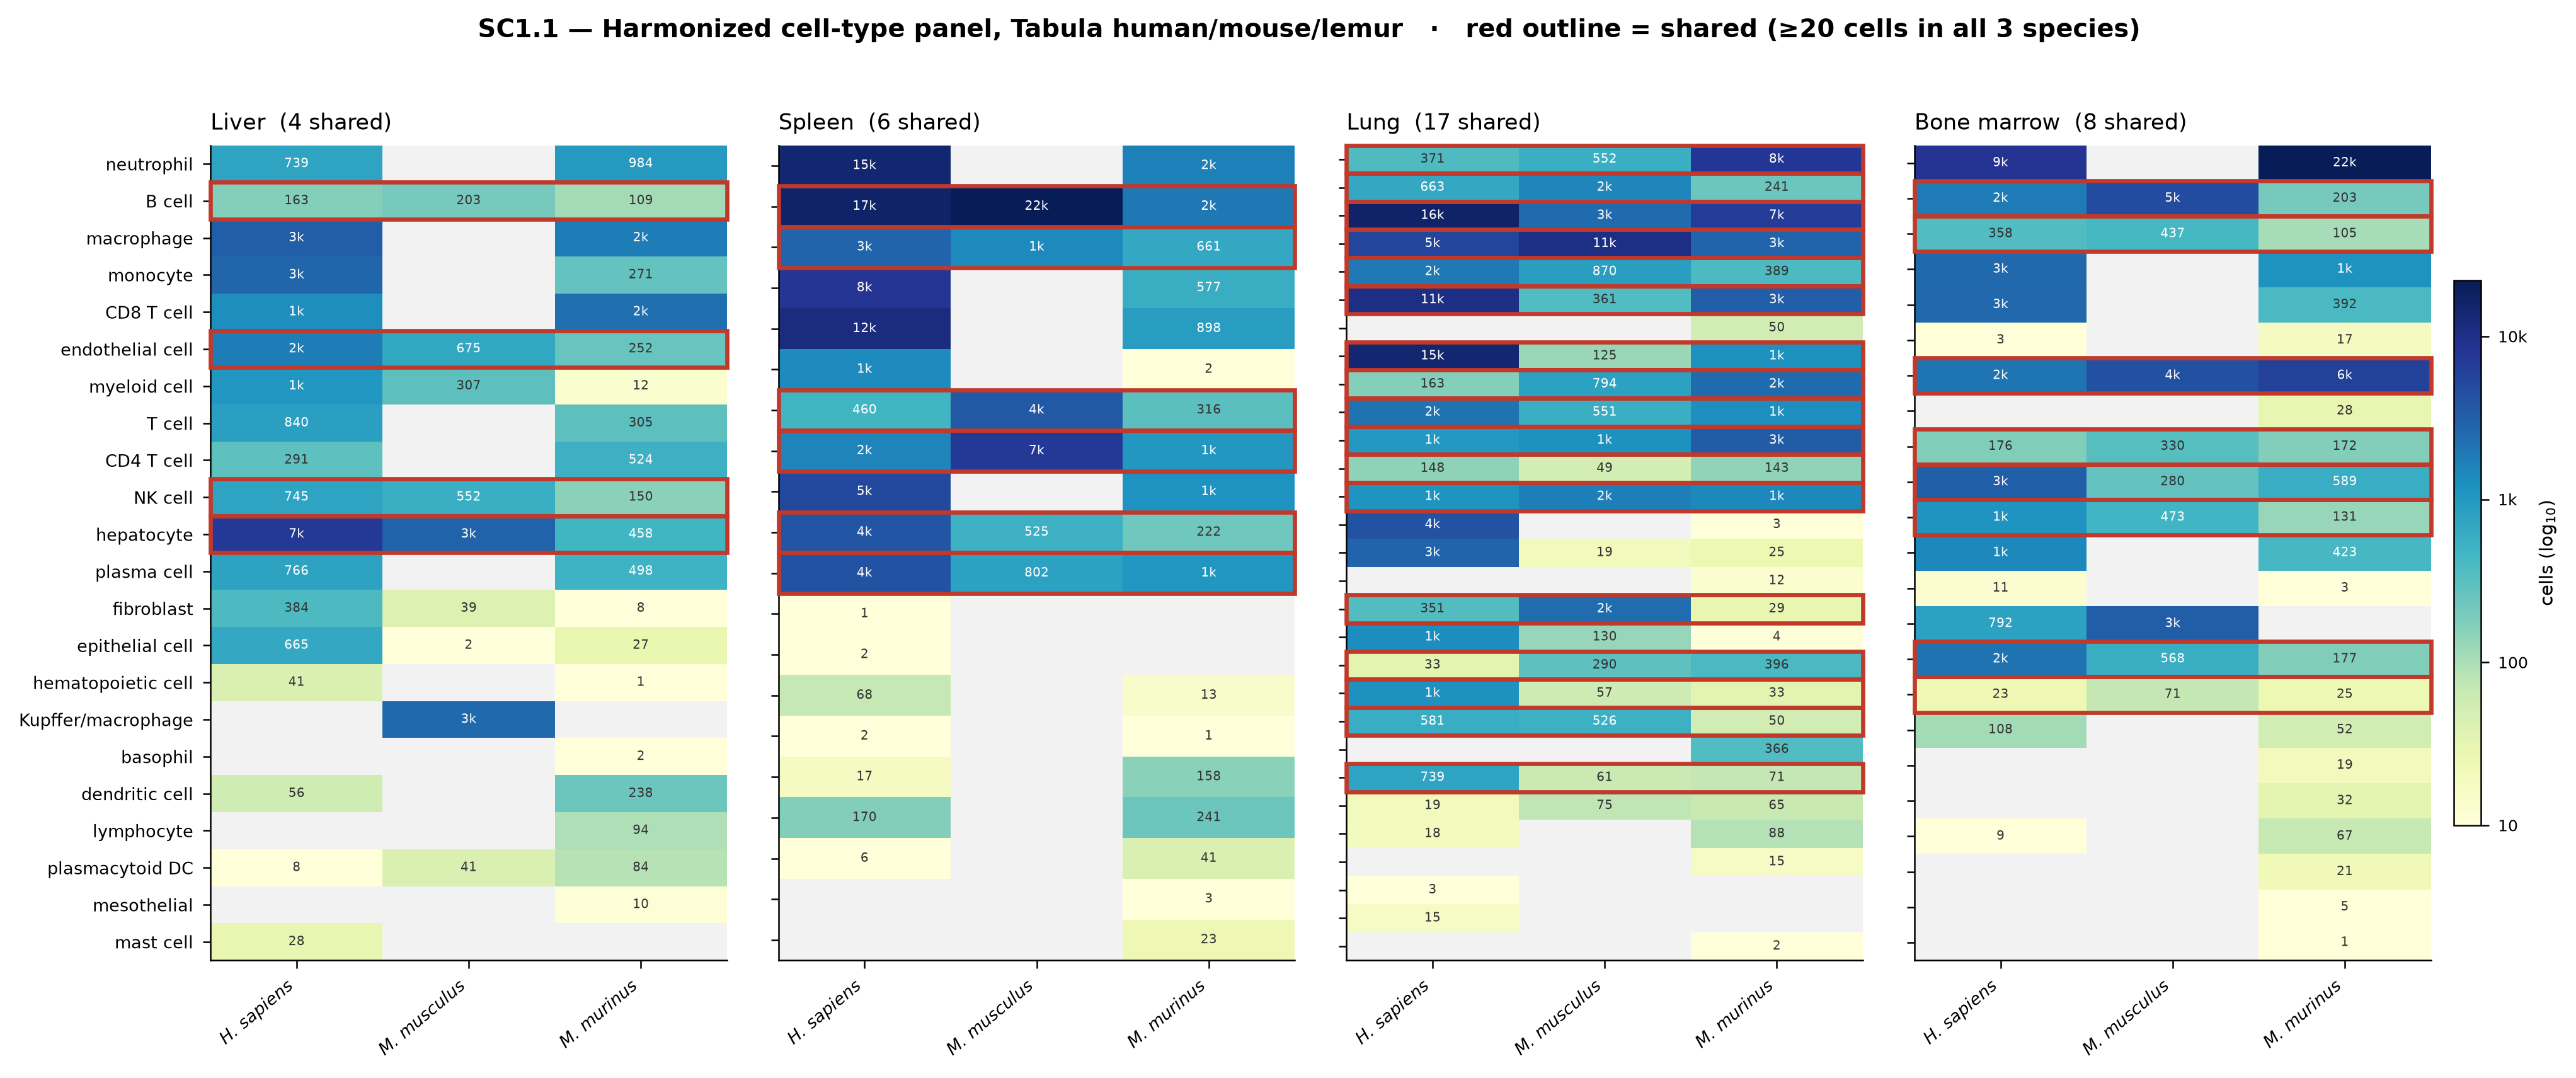 SC1.1 — Harmonized cell-type panel, Tabula human/mouse/lemur · red outline = shared (≥20 cells in all 3 species)
Liver (4 shared)
neutrophil 739 984
B cell 163 203 109
macrophage 3k 2k
monocyte 3k 271
CD8 T cell 1k 2k
endothelial cell 2k 675 252
myeloid cell 1k 307 12
T cell 840 305
CD4 T cell 291 524
NK cell 745 552 150
hepatocyte 7k 3k 458
plasma cell 766 498
fibroblast 384 39 8
epithelial cell 665 2 27
hematopoietic cell 41 1
Kupffer/macrophage 3k
basophil 2
dendritic cell 56 238
lymphocyte 94
plasmacytoid DC 8 41 84
mesothelial 10
mast cell 28
H. sapiens M. musculus M. murinus
Spleen (6 shared)
15k 2k
17k 22k 2k
3k 1k 661
8k 577
12k 898
1k 2
460 4k 316
2k 7k 1k
5k 1k
4k 525 222
4k 802 1k
1
2
68 13
2 1
17 158
170 241
6 41
3
23
H. sapiens M. musculus M. murinus
Lung (17 shared)
371 552 8k
663 2k 241
16k 3k 7k
5k 11k 3k
2k 870 389
11k 361 3k
50
15k 125 1k
163 794 2k
2k 551 1k
1k 1k 3k
148 49 143
1k 2k 1k
4k 3
3k 19 25
12
351 2k 29
1k 130 4
33 290 396
1k 57 33
581 526 50
366
739 61 71
19 75 65
18 88
15
3
15
2
H. sapiens M. musculus M. murinus
Bone marrow (8 shared)
9k 22k
2k 5k 203
358 437 105
3k 1k
3k 392
3 17
2k 4k 6k
28
176 330 172
3k 280 589
1k 473 131
1k 423
11 3
792 3k
2k 568 177
23 71 25
108 52
19
32
9 67
21
5
1
H. sapiens M. musculus M. murinus
10k
1k
100
10
cells (log₁₀)